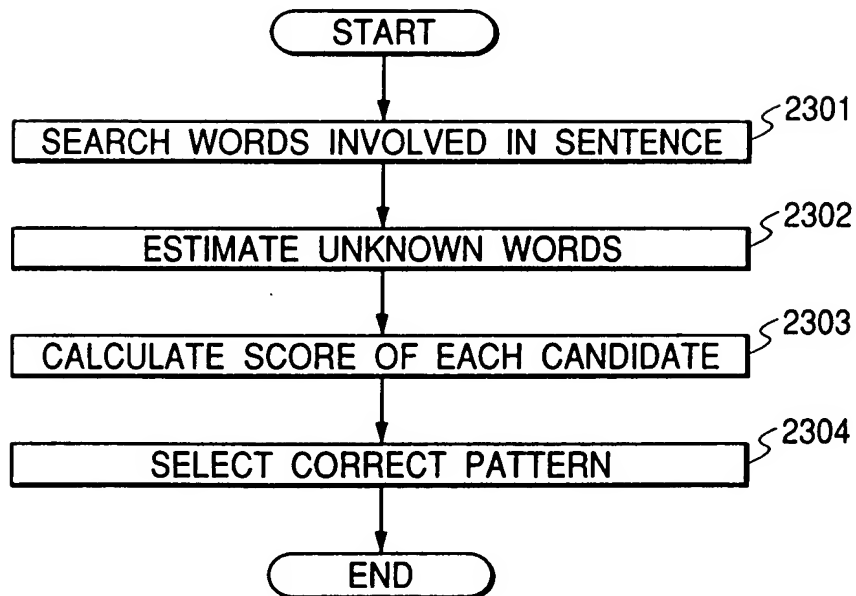 START
2301
SEARCH WORDS INVOLVED IN SENTENCE
2302
ESTIMATE UNKNOWN WORDS
2303
CALCULATE SCORE OF EACH CANDIDATE
2304
SELECT CORRECT PATTERN
END